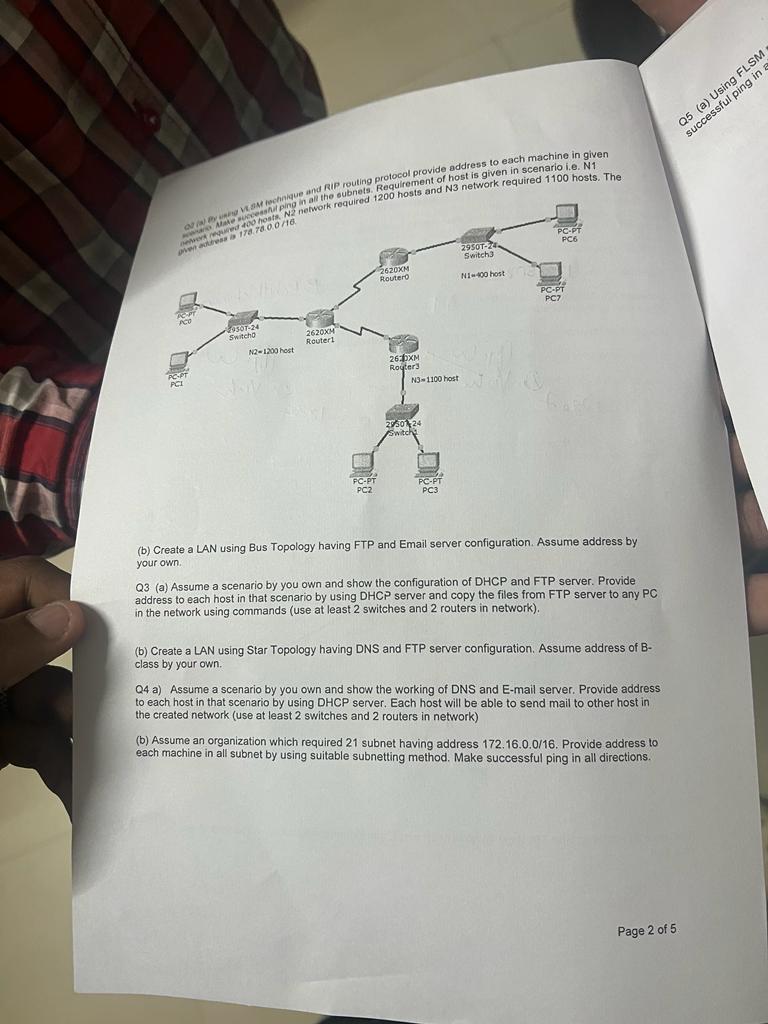 Q2 (a) By using VLSM technique and RIP routing protocol provide address to each machine in given
scenario. Make successful ping in all the subnets. Requirement of host is given in scenario i.e. N1
network required 400 hosts, N2 network required 1200 hosts and N3 network required 1100 hosts. The
given address is 178.78.0.0 /16.
PC-PT
PC6
2950T-24
Switch3
2620XM
Router0
N1=400 host
PC-PT
PC7
PC-PT
PC0
2950T-24
Switch0
2620XM
Router1
N2=1200 host
2620XM
Router3
PC-PT
PC1
N3=1100 host
2950T-24
Switch1
PC-PT
PC2
PC-PT
PC3
(b) Create a LAN using Bus Topology having FTP and Email server configuration. Assume address by
your own.
Q3 (a) Assume a scenario by you own and show the configuration of DHCP and FTP server. Provide
address to each host in that scenario by using DHCP server and copy the files from FTP server to any PC
in the network using commands (use at least 2 switches and 2 routers in network).
(b) Create a LAN using Star Topology having DNS and FTP server configuration. Assume address of B-
class by your own.
Q4 a) Assume a scenario by you own and show the working of DNS and E-mail server. Provide address
to each host in that scenario by using DHCP server. Each host will be able to send mail to other host in
the created network (use at least 2 switches and 2 routers in network)
(b) Assume an organization which required 21 subnet having address 172.16.0.0/16. Provide address to
each machine in all subnet by using suitable subnetting method. Make successful ping in all directions.
Page 2 of 5
Q5 (a) Using FLSM
successful ping in a